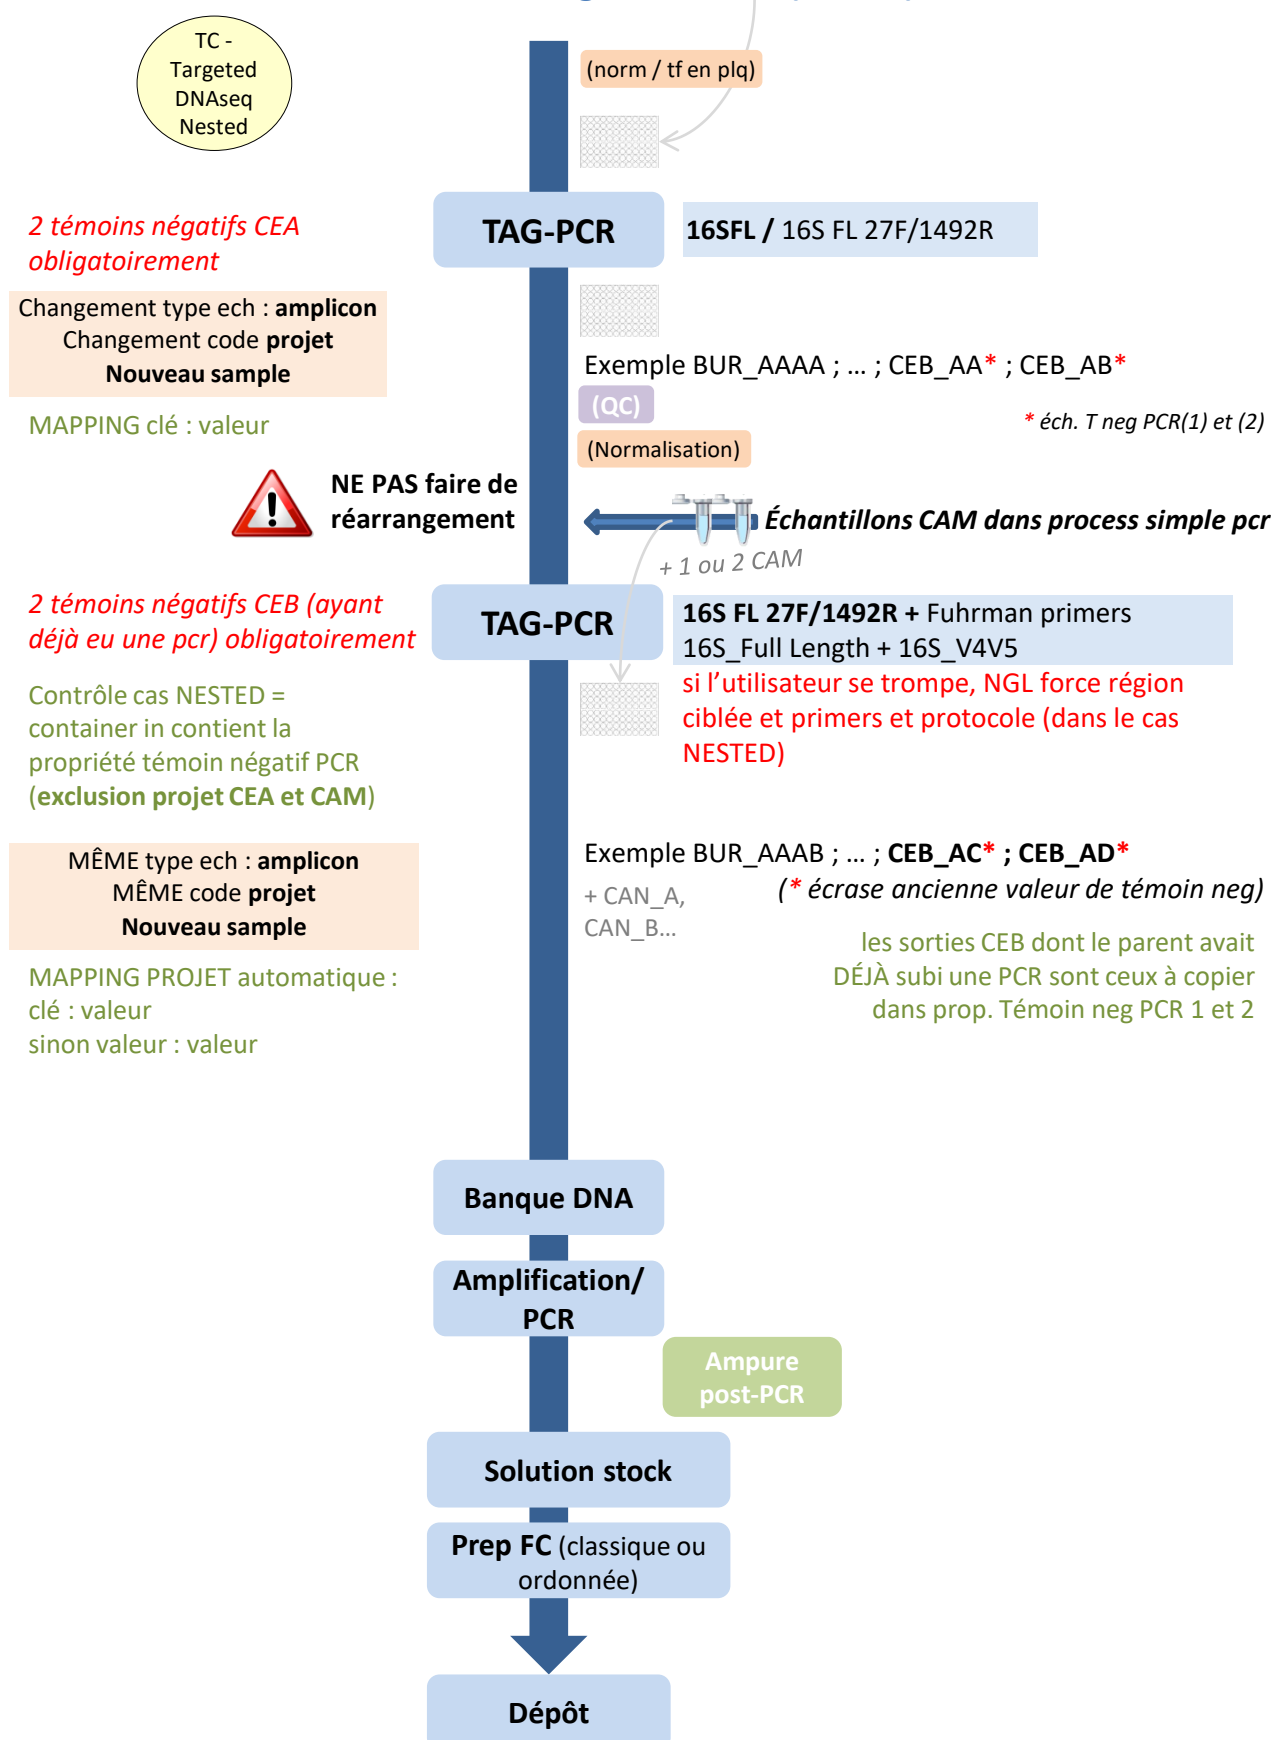 TC -
Targeted
DNAseq
Nested
(norm / tf en plq)
2 témoins négatifs CEA
obligatoirement
TAG-PCR
16SFL / 16S FL 27F/1492R
Changement type ech : amplicon
Changement code projet
Nouveau sample
Exemple BUR_AAAA ; … ; CEB_AA* ; CEB_AB*
(QC)
* éch. T neg PCR(1) et (2)
MAPPING clé : valeur
(Normalisation)
NE PAS faire de
réarrangement
Échantillons CAM dans process simple pcr
+ 1 ou 2 CAM
2 témoins négatifs CEB (ayant
déjà eu une pcr) obligatoirement
TAG-PCR
16S FL 27F/1492R + Fuhrman primers
16S_Full Length + 16S_V4V5
si l’utilisateur se trompe, NGL force région
ciblée et primers et protocole (dans le cas
NESTED)
Contrôle cas NESTED =
container in contient la
propriété témoin négatif PCR
(exclusion projet CEA et CAM)
MÊME type ech : amplicon
MÊME code projet
Nouveau sample
Exemple BUR_AAAB ; … ; CEB_AC* ; CEB_AD*
+ CAN_A,
CAN_B…
(* écrase ancienne valeur de témoin neg)
les sorties CEB dont le parent avait
DÉJÀ subi une PCR sont ceux à copier
dans prop. Témoin neg PCR 1 et 2
MAPPING PROJET automatique :
clé : valeur
sinon valeur : valeur
Banque DNA
Amplification/
PCR
Ampure
post-PCR
Solution stock
Prep FC (classique ou
ordonnée)
Dépôt